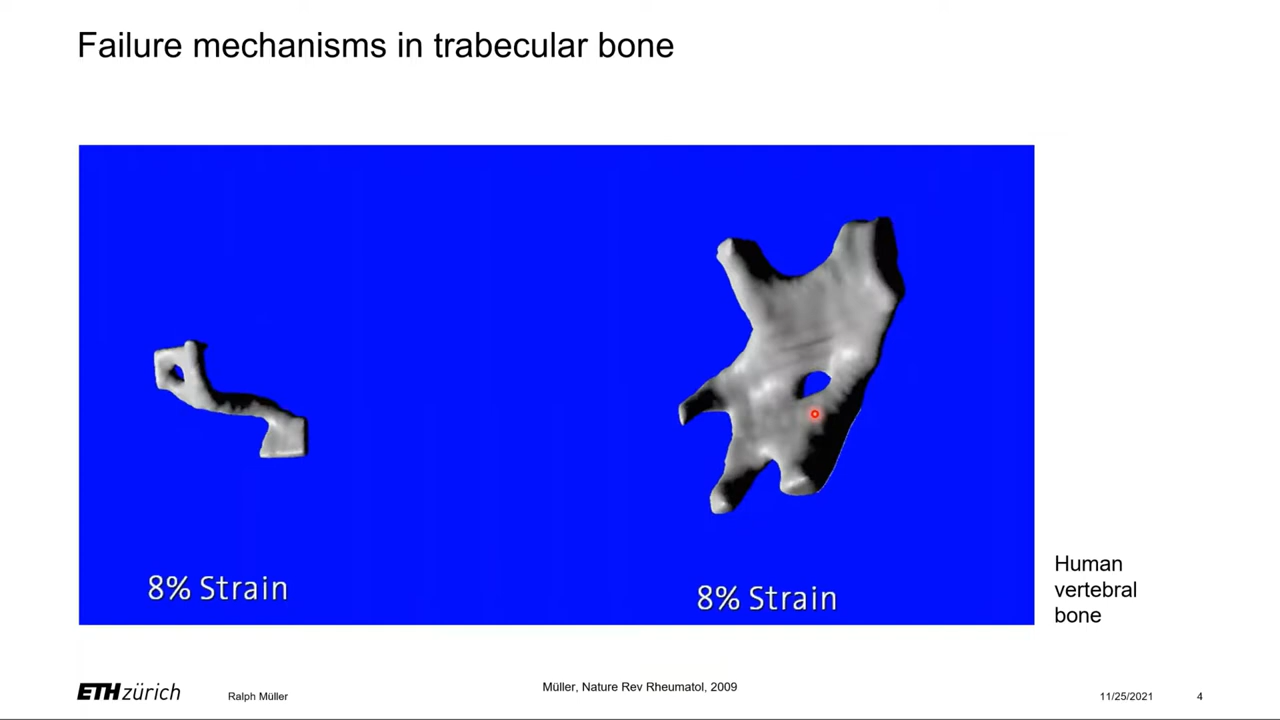 Failure mechanisms in trabecular bone
8% Strain
8% Strain
Human
vertebral
bone
ETH zürich
Ralph Müller
Müller, Nature Rev Rheumatol, 2009
11/25/2021
4